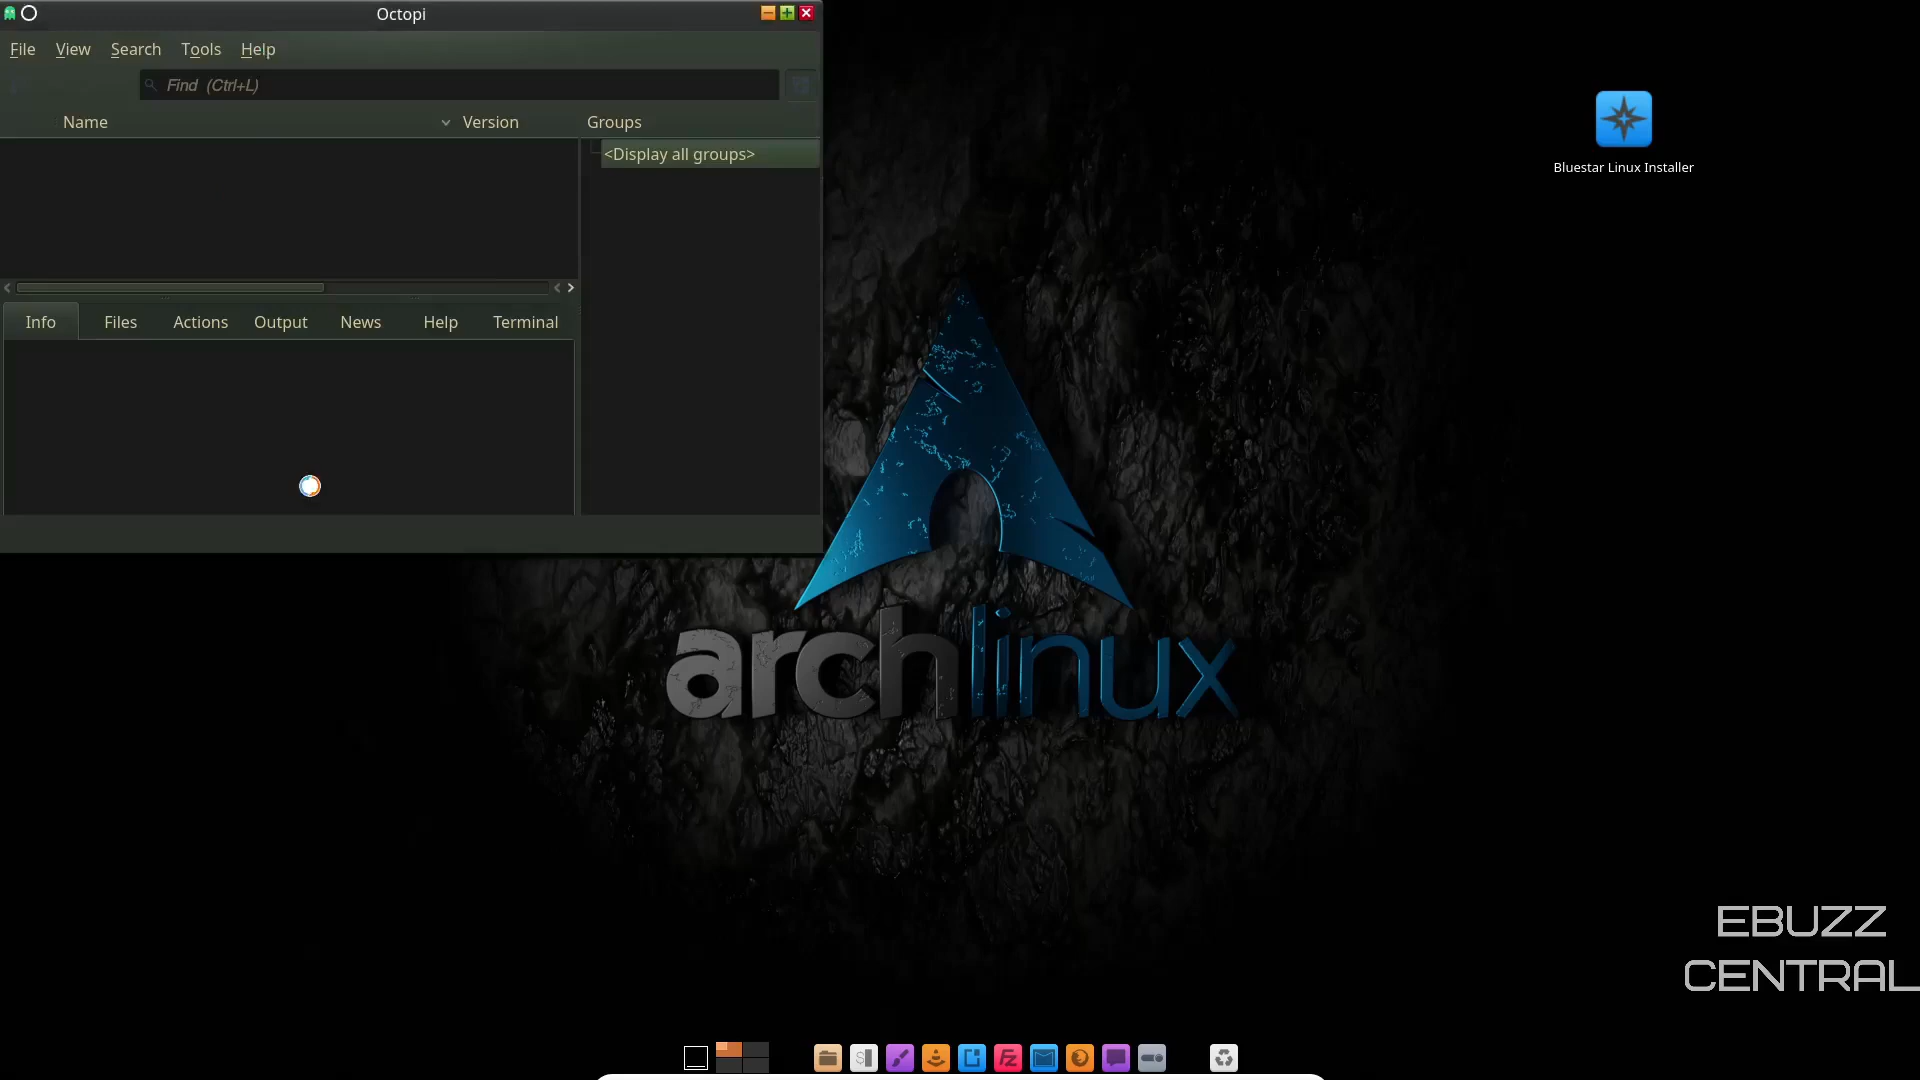 Octopi
File View Search Tools Help
Find (Ctrl+L)
Name Version Groups
<Display all groups>
Info Files Actions Output News Help Terminal
Bluestar Linux Installer
archlinux
EBUZZ
CENTRAL
Fz